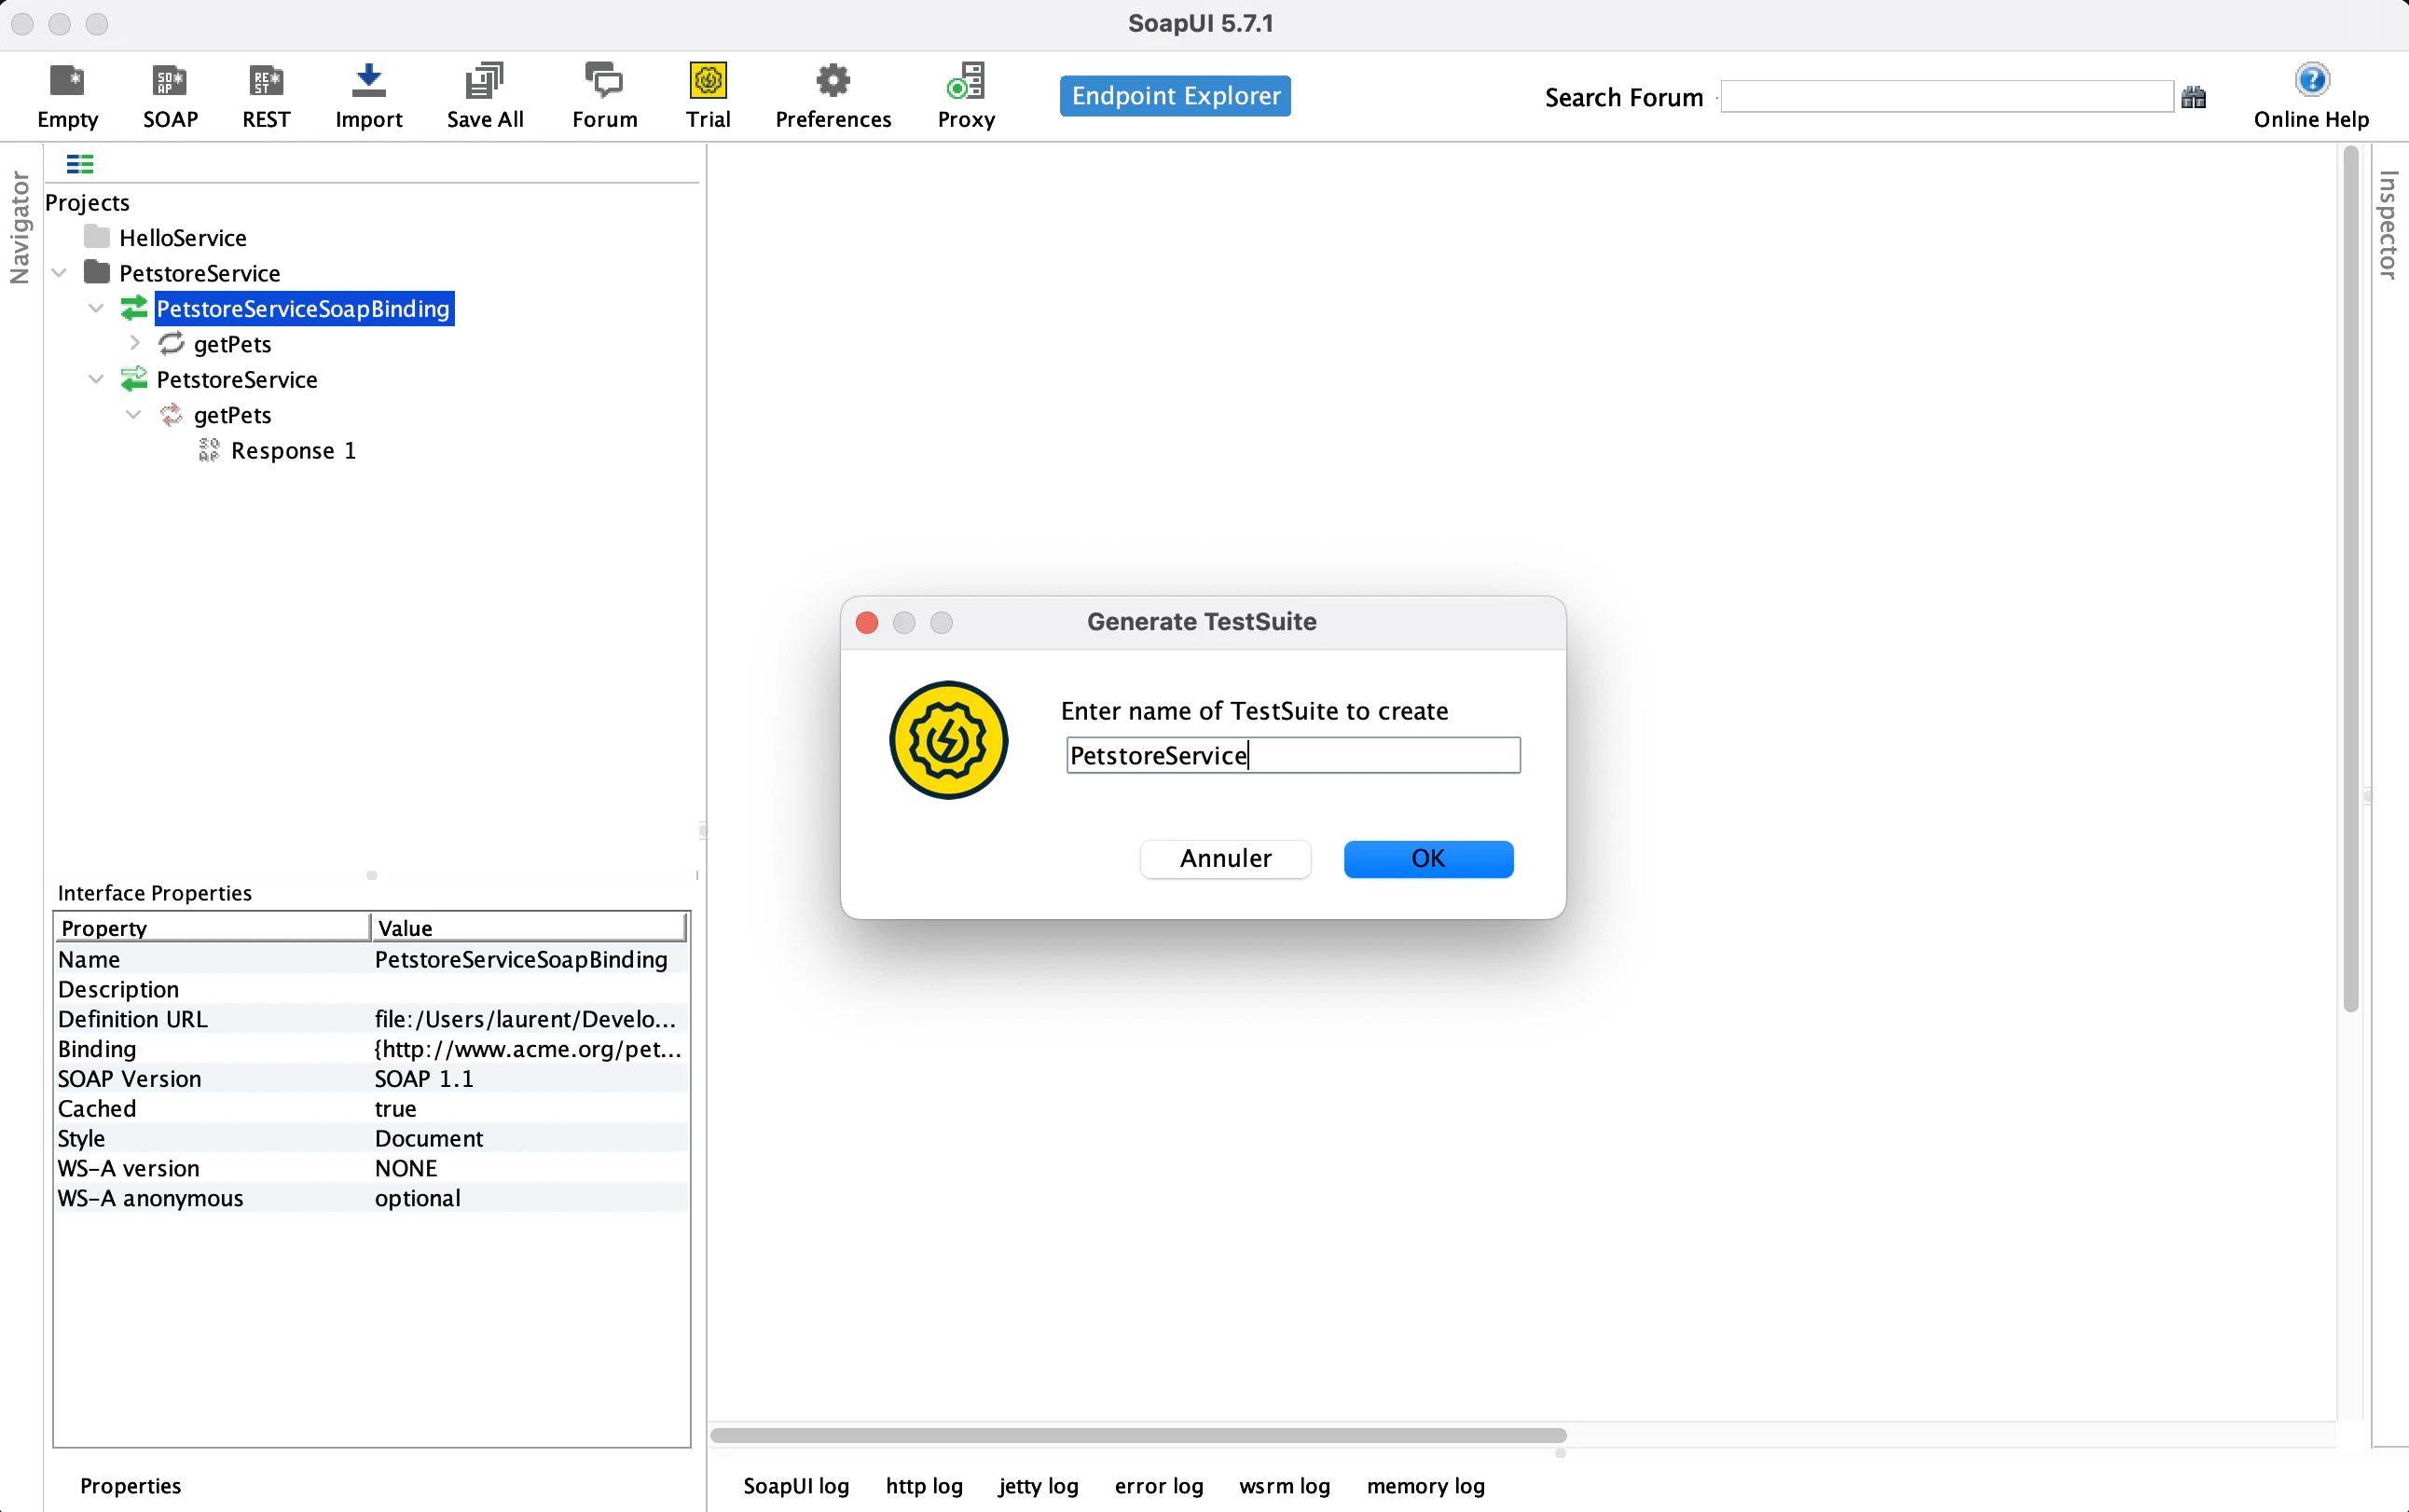 SoapUI 5.7.1
Empty
SOAP
REST
Import
Save All
Forum
Trial
Preferences
Proxy
Endpoint Explorer
Search Forum
Online Help
Navigator
Inspector
Projects
HelloService
PetstoreService
PetstoreServiceSoapBinding
getPets
PetstoreService
getPets
Response 1
Generate TestSuite
Enter name of TestSuite to create
PetstoreService
Annuler
OK
Interface Properties
Property Value
Name PetstoreServiceSoapBinding
Description
Definition URL file:/Users/laurent/Develo...
Binding {http://www.acme.org/pet...
SOAP Version SOAP 1.1
Cached true
Style Document
WS-A version NONE
WS-A anonymous optional
Properties
SoapUI log http log jetty log error log wsrm log memory log